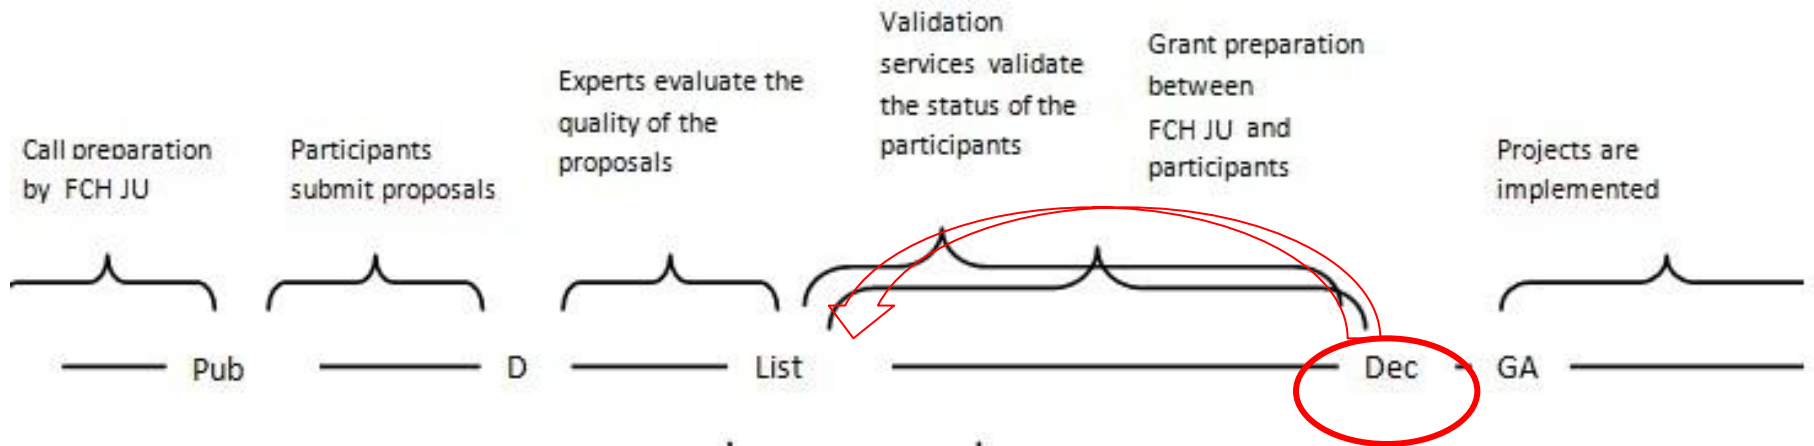 Call preparation
by FCH JU
Participants
submit proposals
Experts evaluate the
quality of the
proposals
Validation
services validate
the status of the
participants
Grant preparation
between
FCH JU and
participants
Projects are
implemented
Pub
D
List
Dec
GA